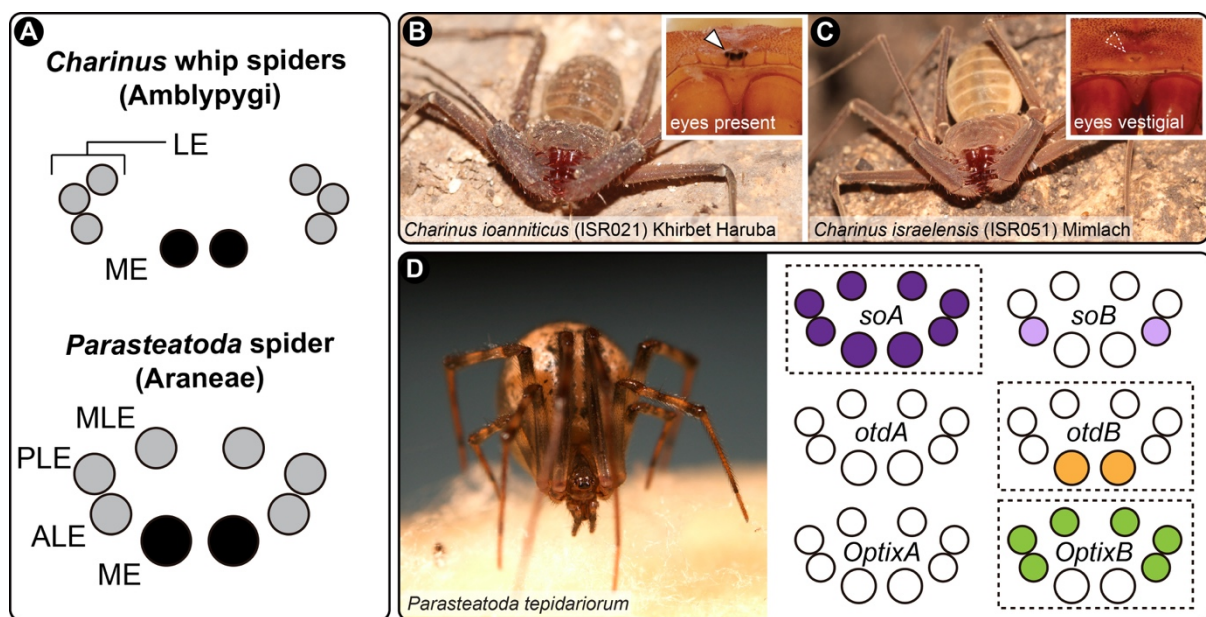 A
Charinus whip spiders
(Amblypygi)
LE
ME
Parasteatoda spider
(Araneae)
MLE
PLE
ALE
ME
B
eyes present
Charinus ioanniticus (ISR021) Khirbet Haruba
C
eyes vestigial
Charinus israelensis (ISR051) Mimlach
D
Parasteatoda tepidariorum
soA
soB
otdA
otdB
OptixA
OptixB